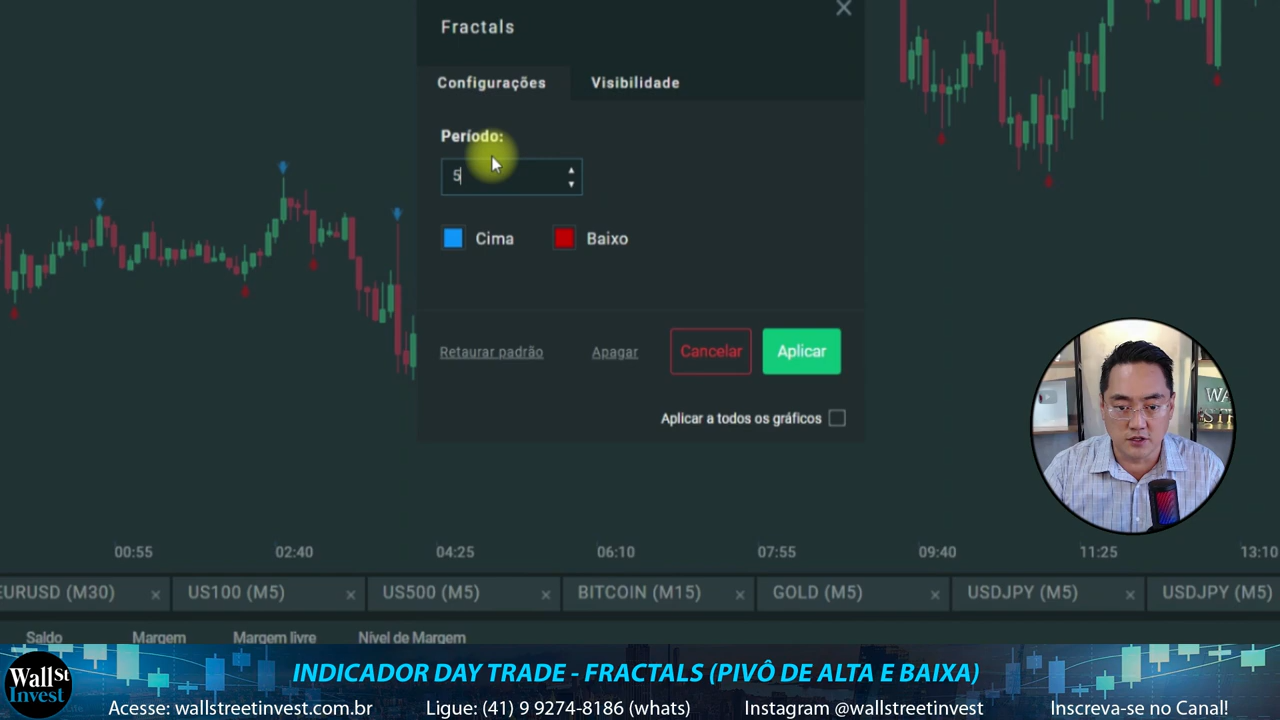 Fractals
Configurações
Visibilidade
Período:
5
Cima
Baixo
Retaurar padrão
Apagar
Cancelar
Aplicar
Aplicar a todos os gráficos
00:55
02:40
04:25
06:10
07:55
09:40
11:25
13:10
EURUSD (M30)
US100 (M5)
US500 (M5)
BITCOIN (M15)
GOLD (M5)
USDJPY (M5)
USDJPY (M5)
Saldo
Margem
Margem livre
Nível de Margem
INDICADOR DAY TRADE - FRACTALS (PIVÔ DE ALTA E BAIXA)
Wall St
Invest
Acesse: wallstreetinvest.com.br
Ligue: (41) 9 9274-8186 (whats)
Instagram @wallstreetinvest
Inscreva-se no Canal!